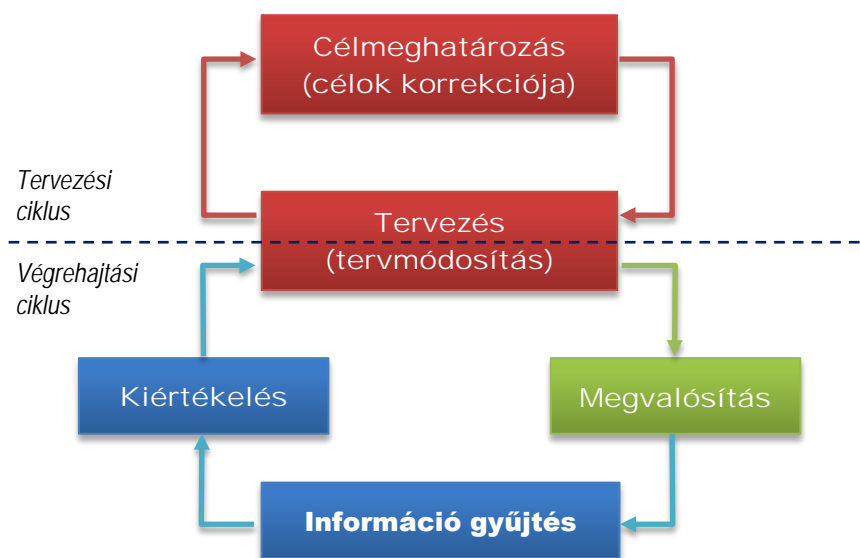 Célmeghatározás
(célok korrekciója)
Tervezési
ciklus
Tervezés
(tervmódosítás)
Végrehajtási
ciklus
Kiértékelés
Megvalósítás
Információ gyűjtés